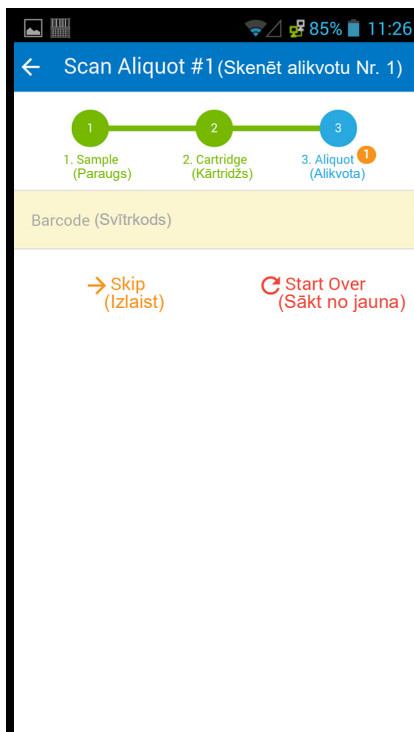 85% 11:26
Scan Aliquot #1 (Skenēt alikvotu Nr. 1)
1 2 3
1. Sample 2. Cartridge 3. Aliquot 1
(Paraugs) (Kārtridžs) (Alikvota)
Barcode (Svītrkods)
Skip Start Over
(Izlaist) (Sākt no jauna)